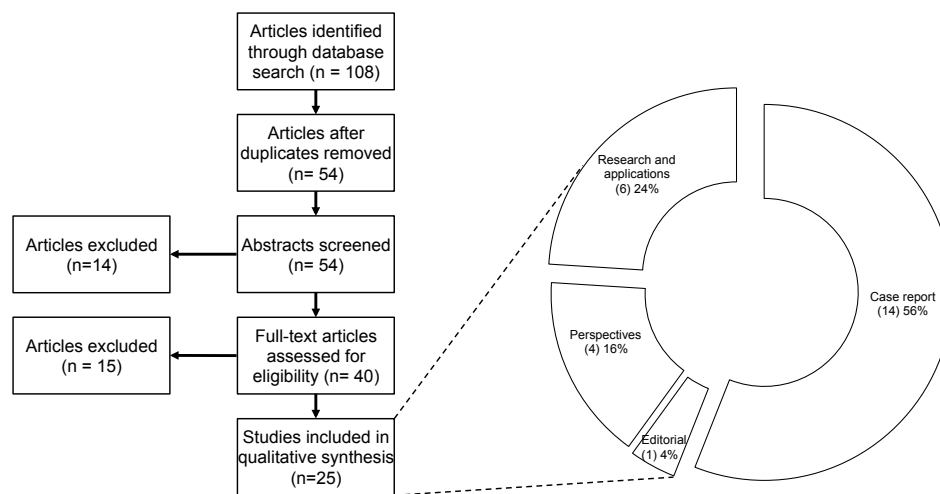 Articles identified
through database
search (n = 108)
Articles after
duplicates removed
(n= 54)
Abstracts screened
(n= 54)
Articles excluded
(n=14)
Full-text articles
assessed for
eligibility (n= 40)
Articles excluded
(n = 15)
Studies included in
qualitative synthesis
(n=25)
Research and
applications
(6) 24%
Case report
(14) 56%
Perspectives
(4) 16%
Editorial
(1) 4%